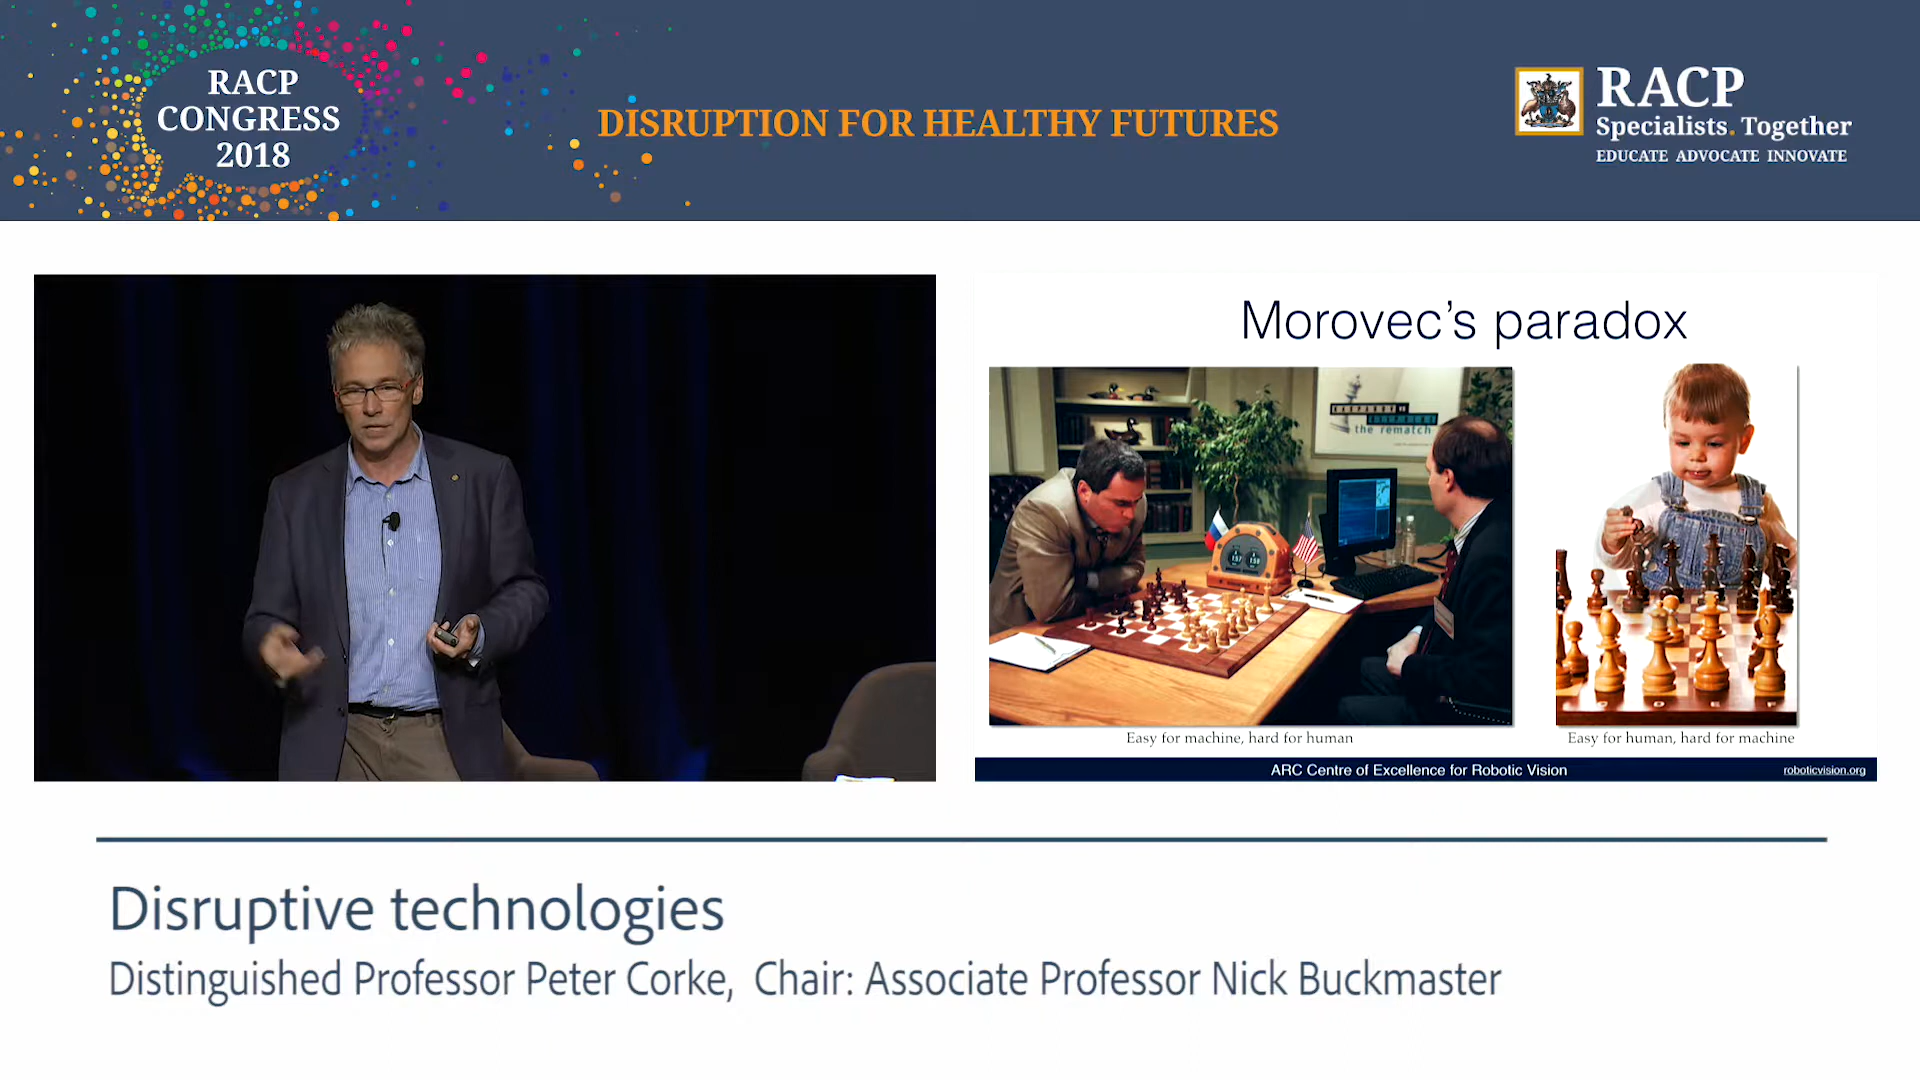 RACP
CONGRESS
2018
DISRUPTION FOR HEALTHY FUTURES
RACP
Specialists. Together
EDUCATE ADVOCATE INNOVATE
Morovec's paradox
the rematch
Easy for machine, hard for human
Easy for human, hard for machine
ARC Centre of Excellence for Robotic Vision
roboticvision.org
Disruptive technologies
Distinguished Professor Peter Corke, Chair: Associate Professor Nick Buckmaster